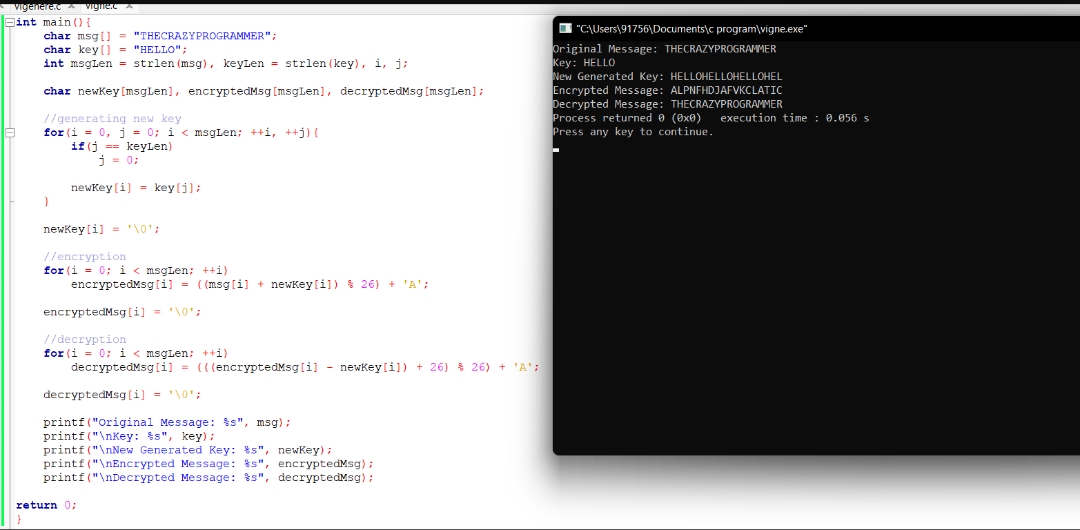 vigenere.c × vigne.c ×
int main(){
char msg[] = "THECRAZYPROGRAMMER";
char key[] = "HELLO";
int msgLen = strlen(msg), keyLen = strlen(key), i, j;
char newKey[msgLen], encryptedMsg[msgLen], decryptedMsg[msgLen];
//generating new key
for(i = 0, j = 0; i < msgLen; ++i, ++j){
if(j == keyLen)
j = 0;
newKey[i] = key[j];
}
newKey[i] = '\0';
//encryption
for(i = 0; i < msgLen; ++i)
encryptedMsg[i] = ((msg[i] + newKey[i]) % 26) + 'A';
encryptedMsg[i] = '\0';
//decryption
for(i = 0; i < msgLen; ++i)
decryptedMsg[i] = (((encryptedMsg[i] - newKey[i]) + 26) % 26) + 'A';
decryptedMsg[i] = '\0';
printf("Original Message: %s", msg);
printf("\nKey: %s", key);
printf("\nNew Generated Key: %s", newKey);
printf("\nEncrypted Message: %s", encryptedMsg);
printf("\nDecrypted Message: %s", decryptedMsg);
return 0;
}
"C:\Users\91756\Documents\c program\vigne.exe"
Original Message: THECRAZYPROGRAMMER
Key: HELLO
New Generated Key: HELLOHELLOHELLOHEL
Encrypted Message: ALPNFHDJAFVKCLATIC
Decrypted Message: THECRAZYPROGRAMMER
Process returned 0 (0x0) execution time : 0.056 s
Press any key to continue.